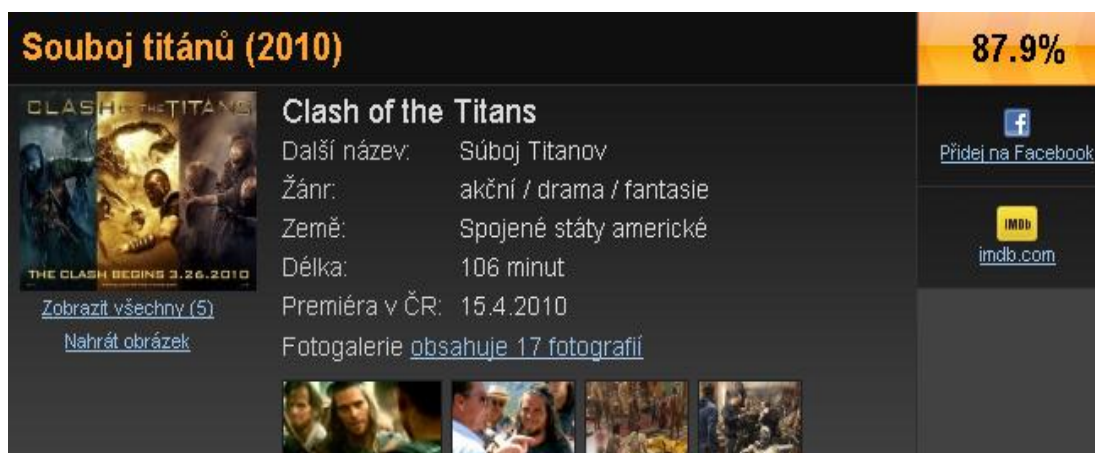 Souboj titánů (2010)
87.9%
CLASH OF THE TITANS
THE CLASH BEGINS 3.26.2010
Zobrazit všechny (5)
Nahrát obrázek
Clash of the Titans
Další název: Súboj Titanov
Žánr: akční / drama / fantasie
Země: Spojené státy americké
Délka: 106 minut
Premiéra v ČR: 15.4.2010
Fotogalerie obsahuje 17 fotografií
Přidej na Facebook
IMDb
imdb.com